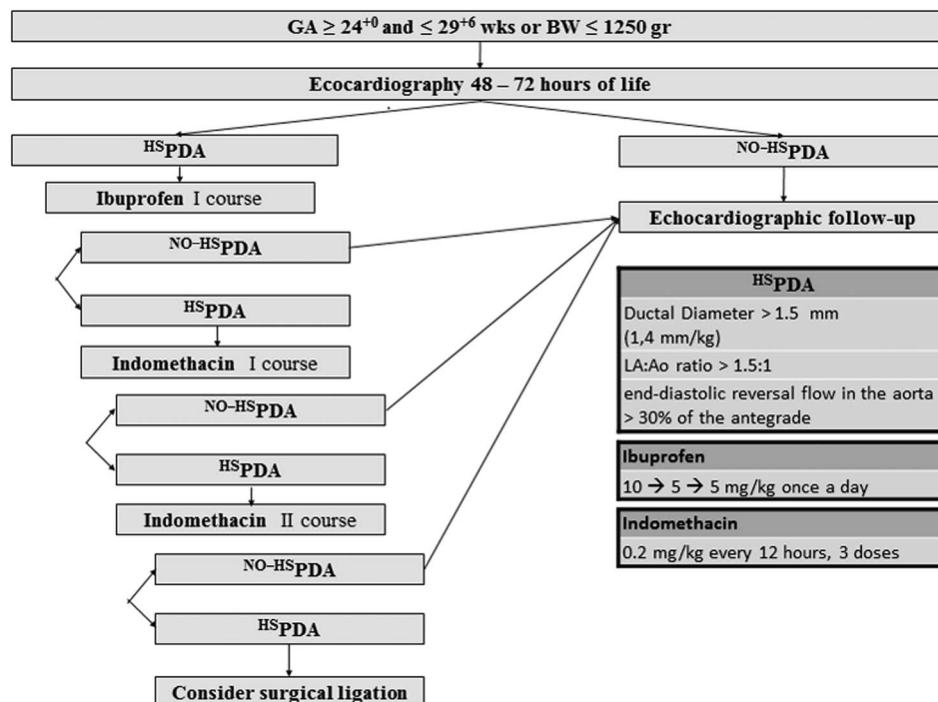 GA ≥ 24+0 and ≤ 29+6 wks or BW ≤ 1250 gr
Ecocardiography 48 – 72 hours of life
HSPDA
NO–HSPDA
Ibuprofen I course
Echocardiographic follow-up
NO–HSPDA
HSPDA
Indomethacin I course
NO–HSPDA
HSPDA
Indomethacin II course
NO–HSPDA
HSPDA
Consider surgical ligation
HSPDA
Ductal Diameter > 1.5 mm
(1,4 mm/kg)
LA:Ao ratio > 1.5:1
end-diastolic reversal flow in the aorta
> 30% of the antegrade
Ibuprofen
10 → 5 → 5 mg/kg once a day
Indomethacin
0.2 mg/kg every 12 hours, 3 doses